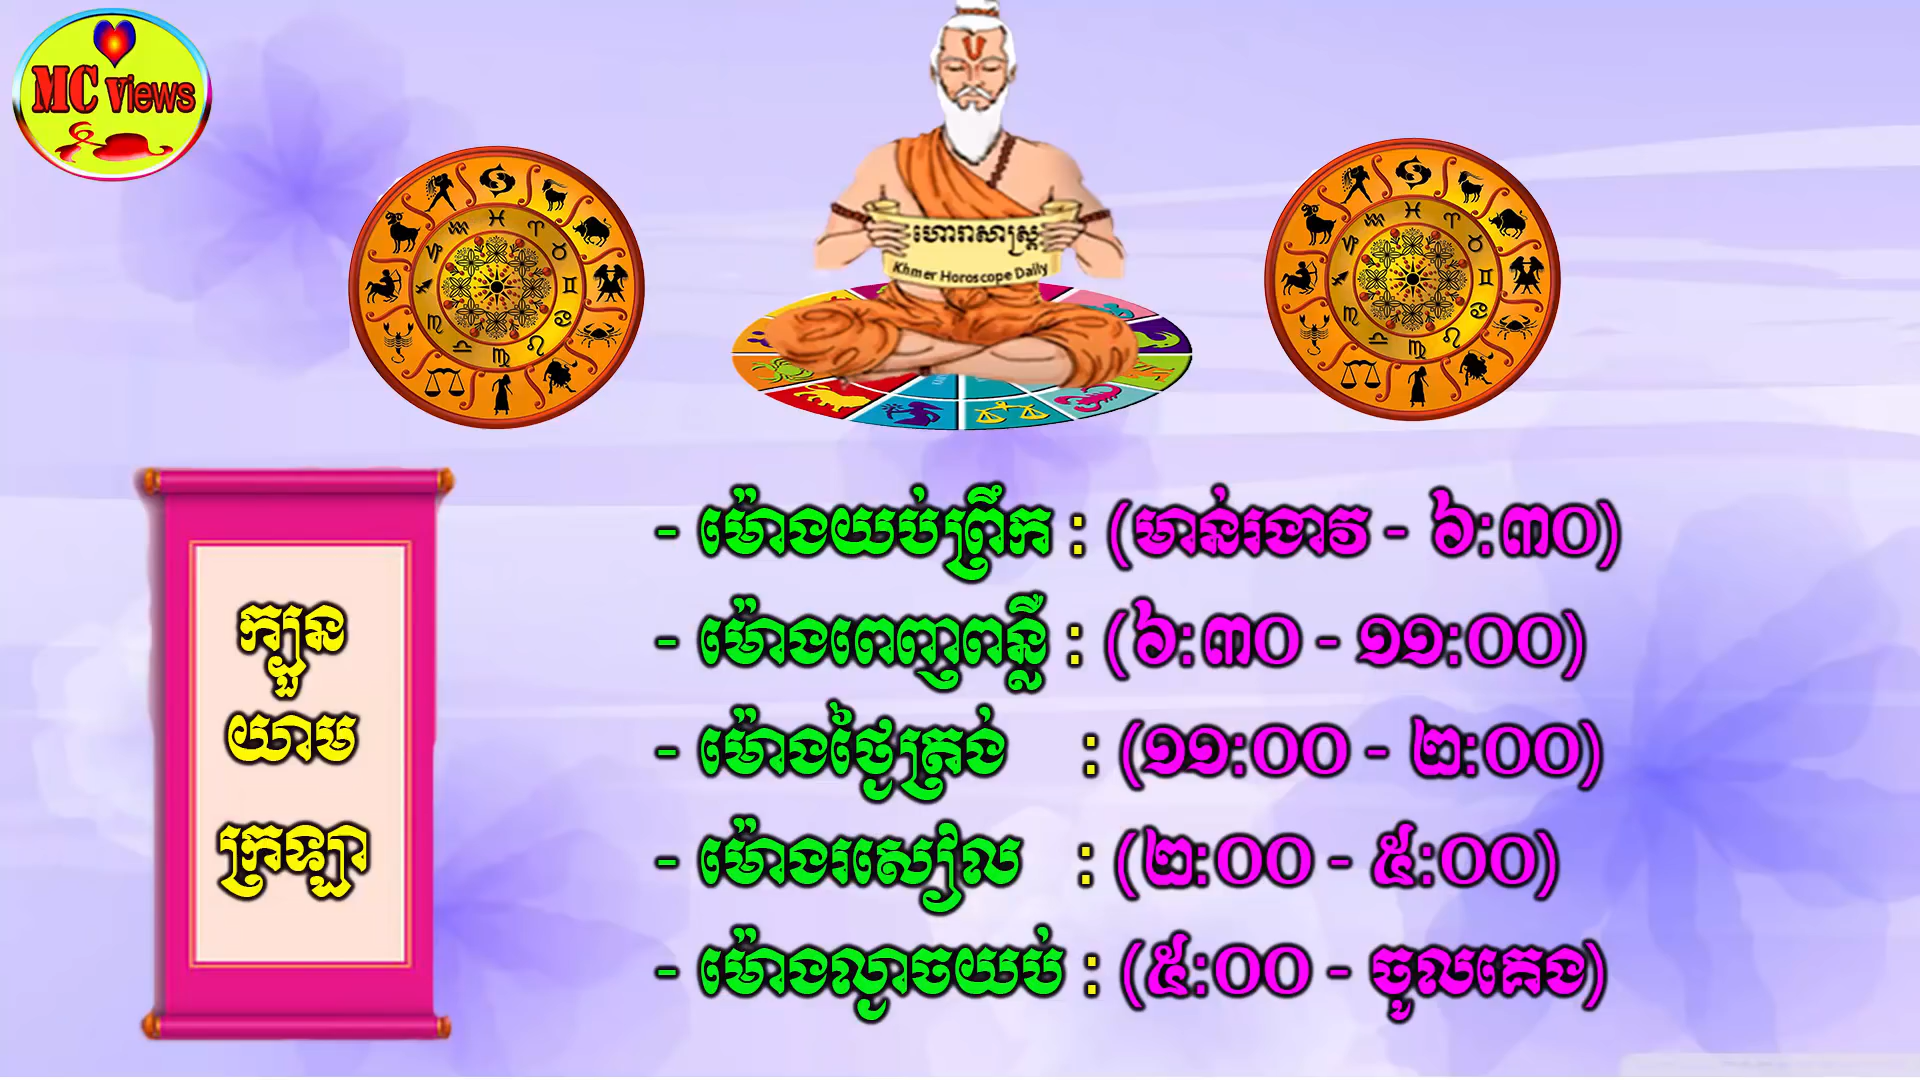 MC Views
ហោរាសាស្ត្រ
Khmer Horoscope Daily
ក្បួន
យាម
ក្រឡា
- ម៉ោងយប់ព្រឹក : (មាន់រងាវ - ៦:៣០)
- ម៉ោងពេញពន្លឺ : (៦:៣០ - ១១:០០)
- ម៉ោងថ្ងៃត្រង់ : (១១:០០ - ២:០០)
- ម៉ោងរសៀល : (២:០០ - ៥:០០)
- ម៉ោងល្ងាចយប់ : (៥:០០ - ចូលគេង)